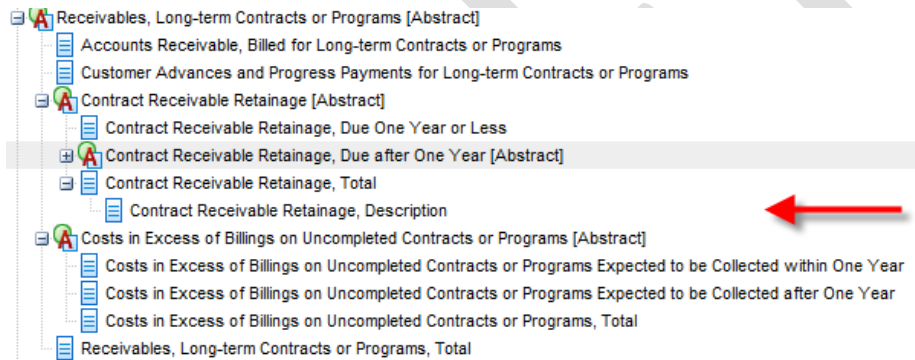 Receivables, Long-term Contracts or Programs [Abstract]
Accounts Receivable, Billed for Long-term Contracts or Programs
Customer Advances and Progress Payments for Long-term Contracts or Programs
Contract Receivable Retainage [Abstract]
Contract Receivable Retainage, Due One Year or Less
Contract Receivable Retainage, Due after One Year [Abstract]
Contract Receivable Retainage, Total
Contract Receivable Retainage, Description
Costs in Excess of Billings on Uncompleted Contracts or Programs [Abstract]
Costs in Excess of Billings on Uncompleted Contracts or Programs Expected to be Collected within One Year
Costs in Excess of Billings on Uncompleted Contracts or Programs Expected to be Collected after One Year
Costs in Excess of Billings on Uncompleted Contracts or Programs, Total
Receivables, Long-term Contracts or Programs, Total